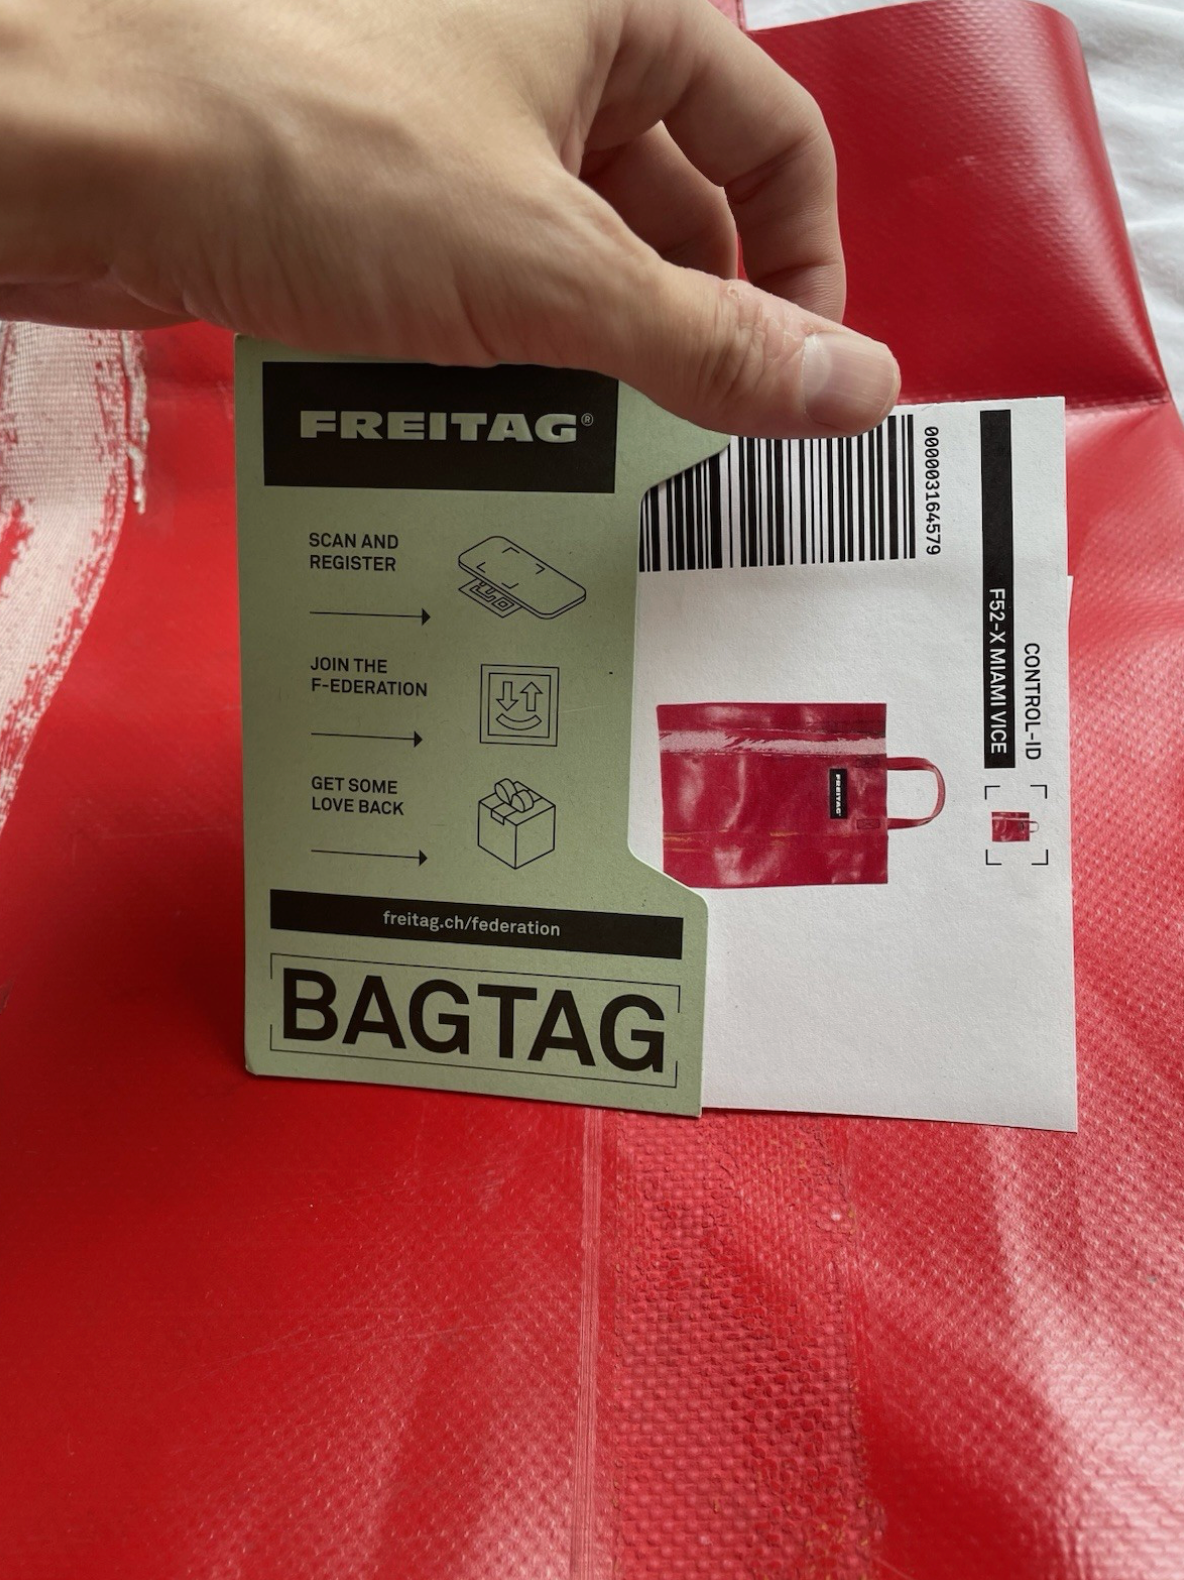 FREITAG®
SCAN AND
REGISTER
JOIN THE
F-EDERATION
GET SOME
LOVE BACK
freitag.ch/federation
BAGTAG
000003164579
F52-X MIAMI VICE
CONTROL-ID
FREITAG